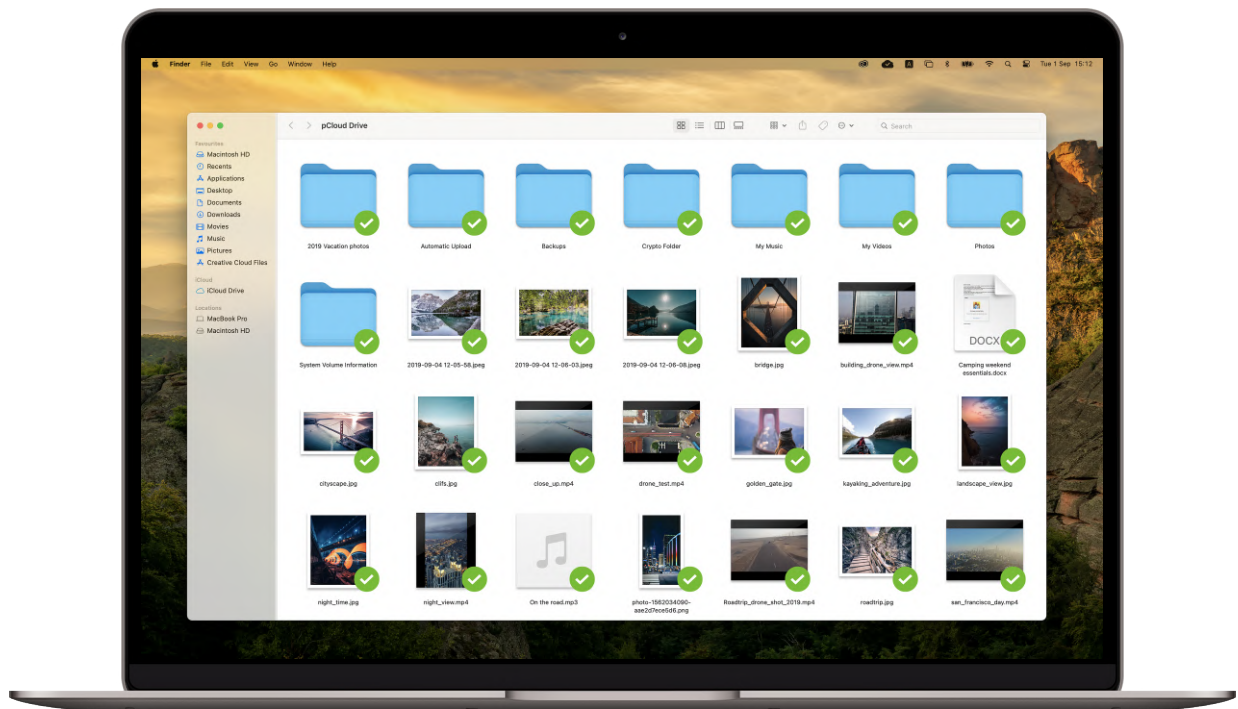 Finder File Edit View Go Window Help Tue 1 Sep 15:12
pCloud Drive Search
Favourites
Macintosh HD
Recents
Applications
Desktop
Documents
Downloads
Movies
Music
Pictures
Creative Cloud Files
iCloud
iCloud Drive
Locations
MacBook Pro
Macintosh HD
2019 Vacation photos Automatic Upload Backups Crypto Folder My Music My Videos Photos
DOCX
System Volume Information 2019-09-04 12-05-58.jpeg 2019-09-04 12-06-03.jpeg 2019-09-04 12-06-08.jpeg bridge.jpg building_drone_view.mp4 Camping weekend
essentials.docx
cityscape.jpg clifs.jpg close_up.mp4 drone_test.mp4 golden_gate.jpg kayaking_adventure.jpg landscape_view.jpg
night_time.jpg night_view.mp4 On the road.mp3 photo-1562034090- Roadtrip_drone_shot_2019.mp4 roadtrip.jpg san_francisco_day.mp4
aae2d7ece5d6.png